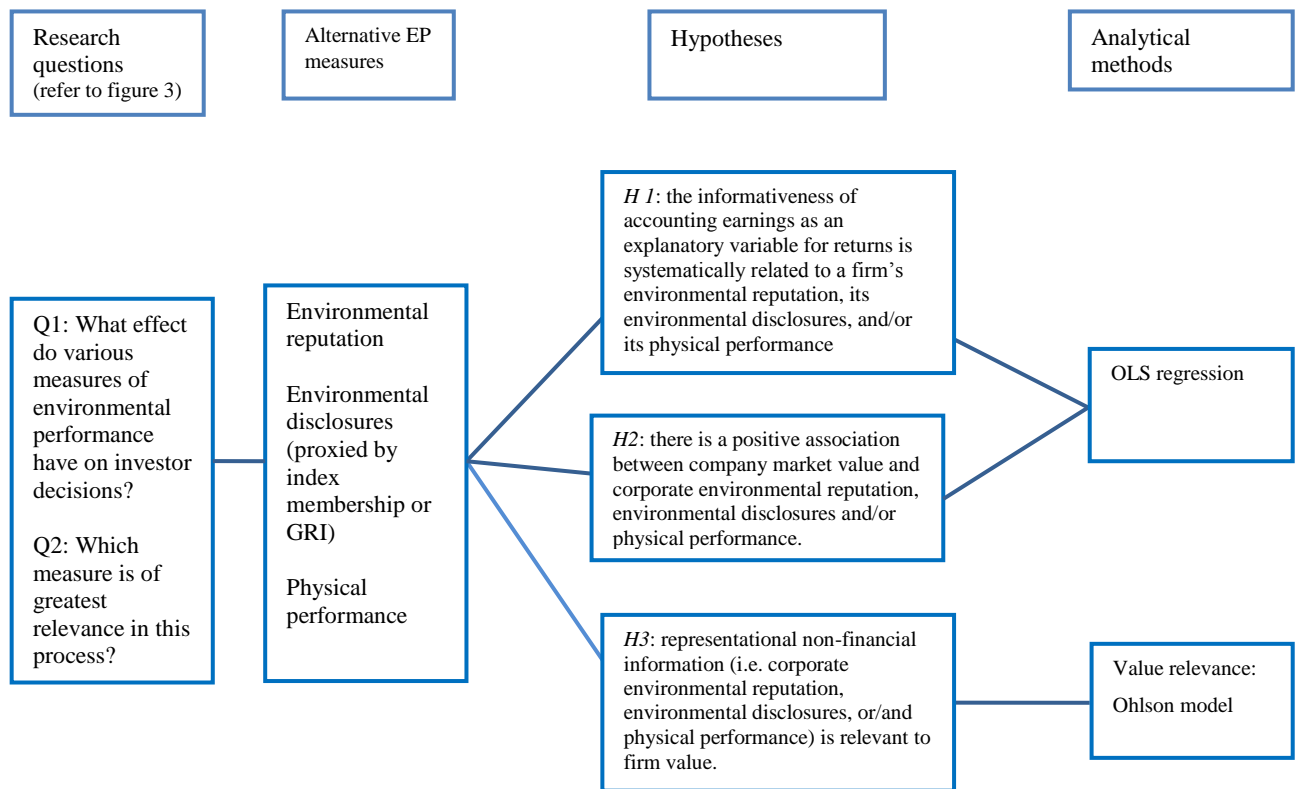 Research
questions
(refer to figure 3)
Alternative EP
measures
Hypotheses
Analytical
methods
Q1: What effect
do various
measures of
environmental
performance
have on investor
decisions?
Q2: Which
measure is of
greatest
relevance in this
process?
Environmental
reputation
Environmental
disclosures
(proxied by
index
membership or
GRI)
Physical
performance
H 1: the informativeness of
accounting earnings as an
explanatory variable for returns is
systematically related to a firm’s
environmental reputation, its
environmental disclosures, and/or
its physical performance
H2: there is a positive association
between company market value and
corporate environmental reputation,
environmental disclosures and/or
physical performance.
H3: representational non-financial
information (i.e. corporate
environmental reputation,
environmental disclosures, or/and
physical performance) is relevant to
firm value.
OLS regression
Value relevance:
Ohlson model